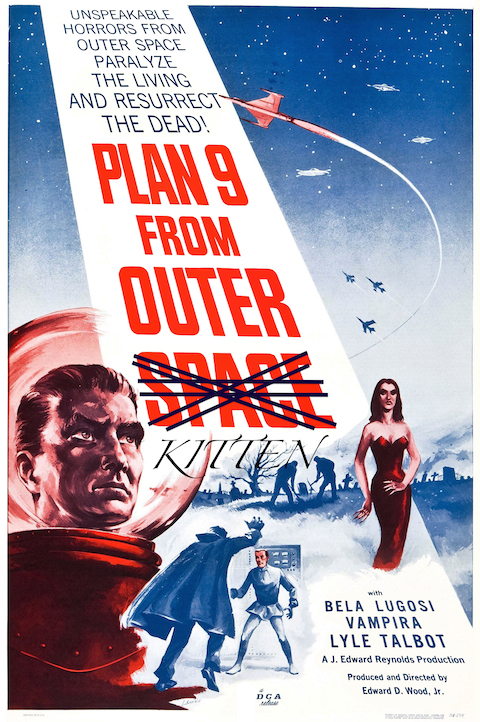 UNSPEAKABLE
HORRORS FROM
OUTER SPACE
PARALYZE
THE LIVING
AND RESURRECT
THE DEAD!
PLAN 9
FROM
OUTER
SPACE
KITTEN
with
BELA LUGOSI
VAMPIRA
LYLE TALBOT
A J. Edward Reynolds Production
Produced and Directed by
Edward D. Wood, Jr.
a
DCA
release